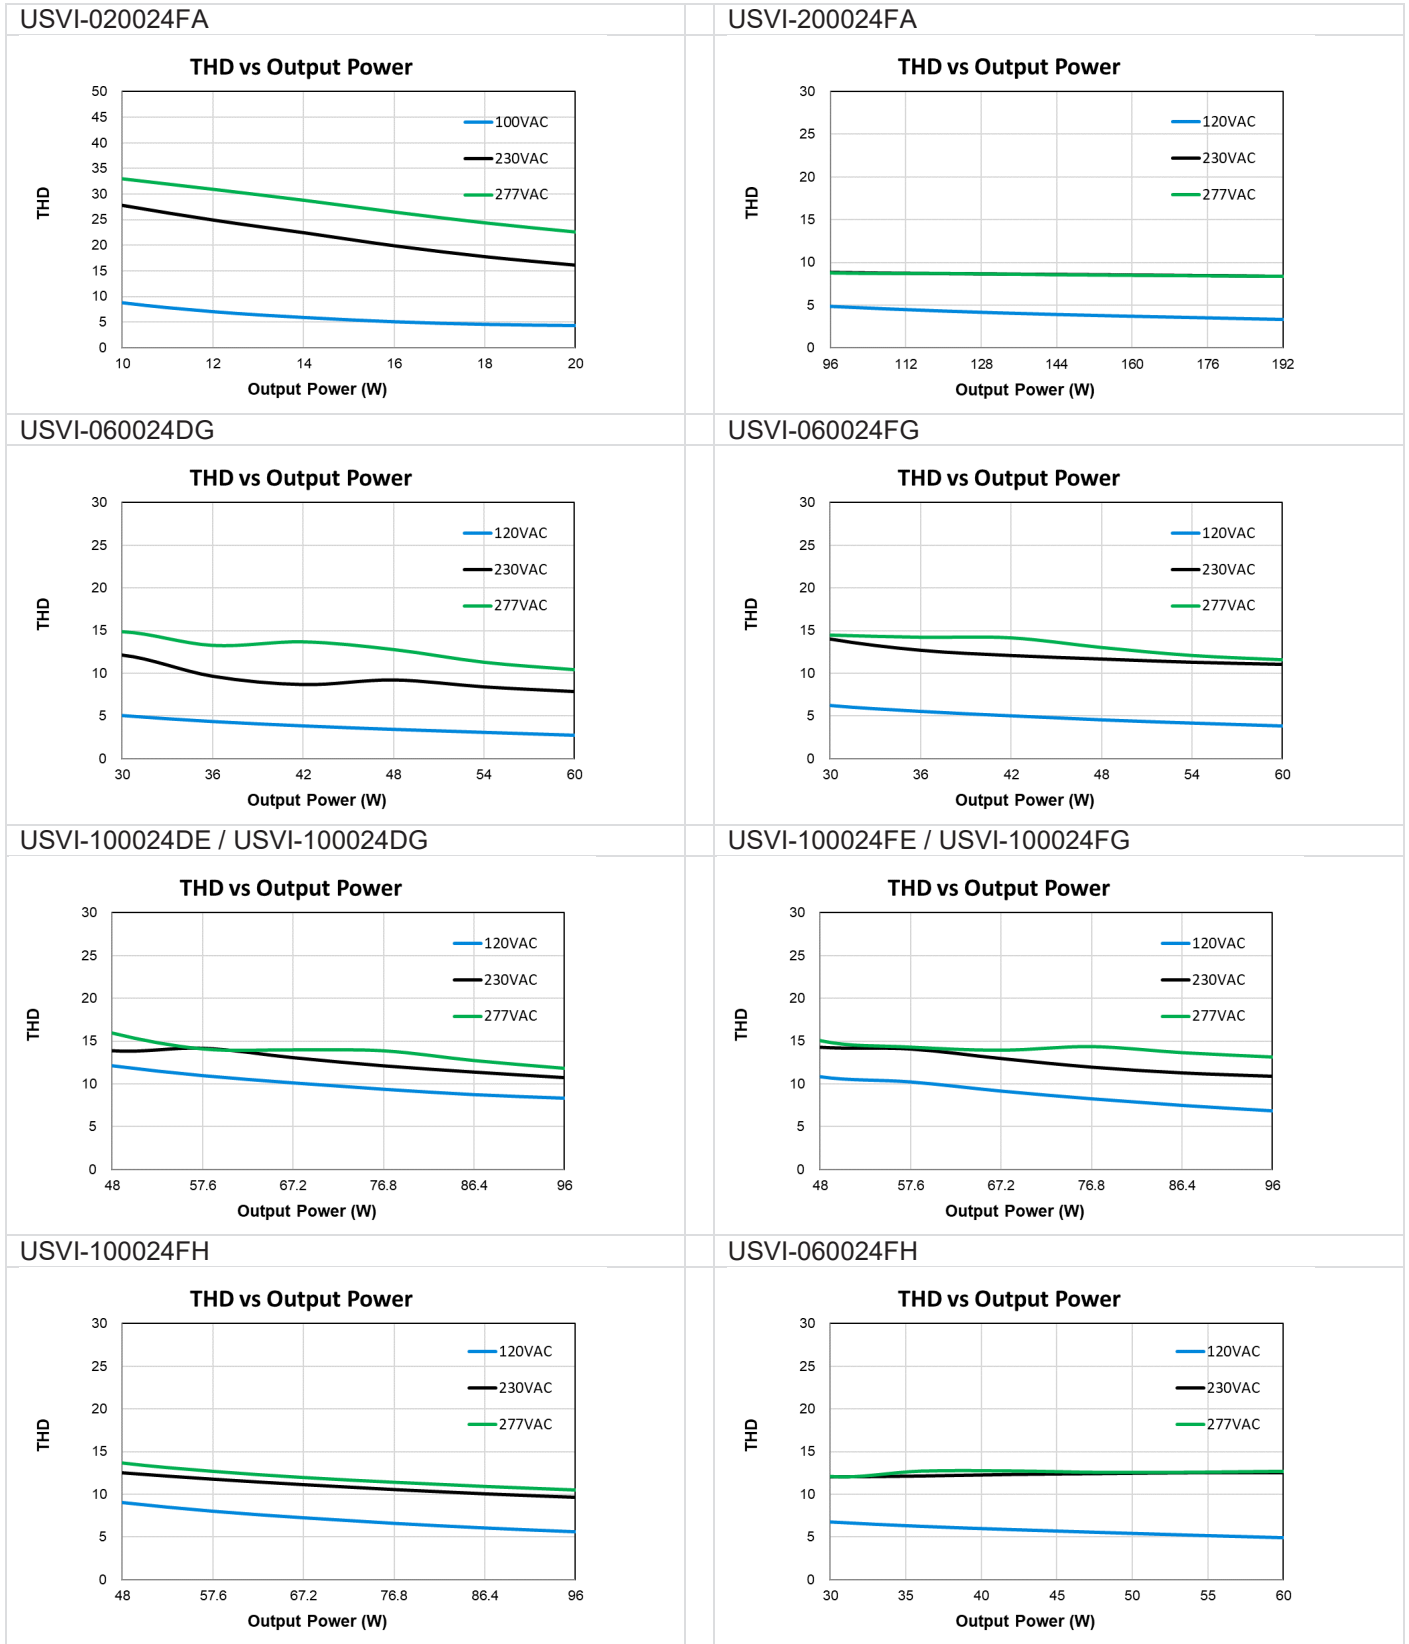 USVI-020024FA
THD vs Output Power
50
45
40
35
30
25
20
15
10
5
0
THD
100VAC
230VAC
277VAC
10 12 14 16 18 20
Output Power (W)
USVI-200024FA
THD vs Output Power
30
25
20
15
10
5
0
THD
120VAC
230VAC
277VAC
96 112 128 144 160 176 192
Output Power (W)
USVI-060024DG
THD vs Output Power
30
25
20
15
10
5
0
THD
120VAC
230VAC
277VAC
30 36 42 48 54 60
Output Power (W)
USVI-060024FG
THD vs Output Power
30
25
20
15
10
5
0
THD
120VAC
230VAC
277VAC
30 36 42 48 54 60
Output Power (W)
USVI-100024DE / USVI-100024DG
THD vs Output Power
30
25
20
15
10
5
0
THD
120VAC
230VAC
277VAC
48 57.6 67.2 76.8 86.4 96
Output Power (W)
USVI-100024FE / USVI-100024FG
THD vs Output Power
30
25
20
15
10
5
0
THD
120VAC
230VAC
277VAC
48 57.6 67.2 76.8 86.4 96
Output Power (W)
USVI-100024FH
THD vs Output Power
30
25
20
15
10
5
0
THD
120VAC
230VAC
277VAC
48 57.6 67.2 76.8 86.4 96
Output Power (W)
USVI-060024FH
THD vs Output Power
30
25
20
15
10
5
0
THD
120VAC
230VAC
277VAC
30 35 40 45 50 55 60
Output Power (W)